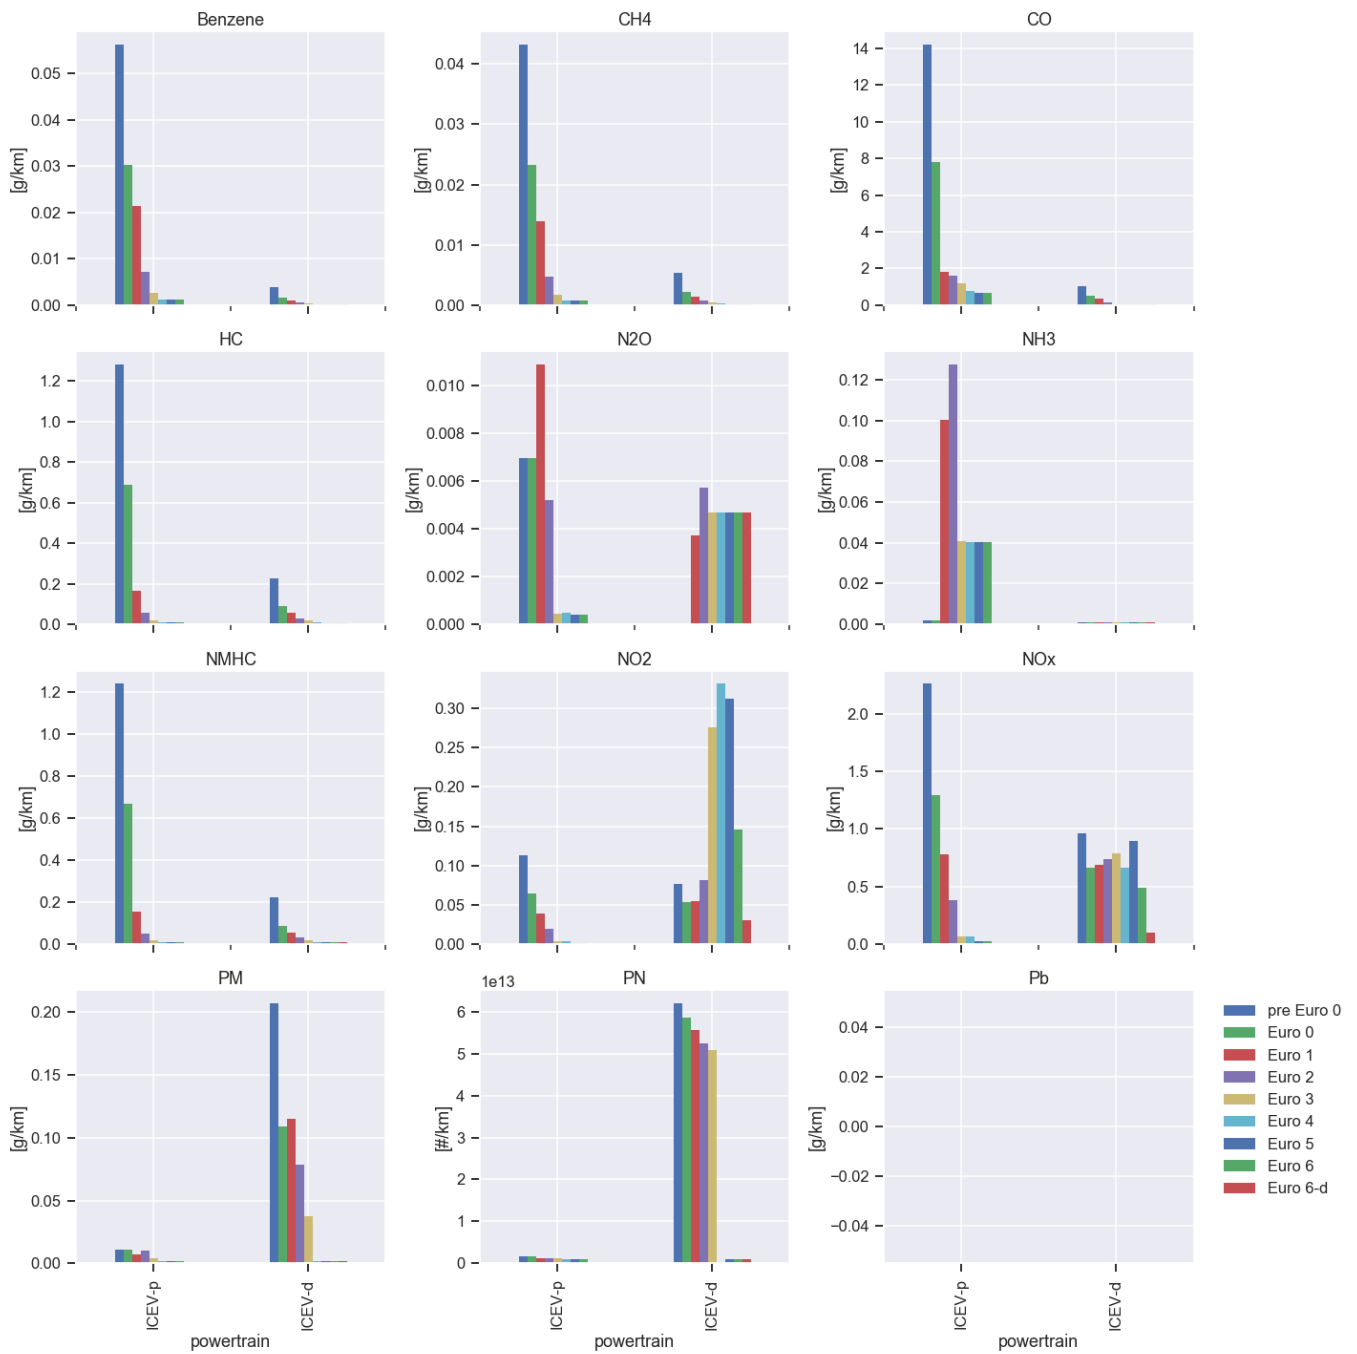 Benzene
[g/km]
0.05
0.04
0.03
0.02
0.01
0.00
CH4
[g/km]
0.04
0.03
0.02
0.01
0.00
CO
[g/km]
14
12
10
8
6
4
2
0
HC
[g/km]
1.2
1.0
0.8
0.6
0.4
0.2
0.0
N2O
[g/km]
0.010
0.008
0.006
0.004
0.002
0.000
NH3
[g/km]
0.12
0.10
0.08
0.06
0.04
0.02
0.00
NMHC
[g/km]
1.2
1.0
0.8
0.6
0.4
0.2
0.0
NO2
[g/km]
0.30
0.25
0.20
0.15
0.10
0.05
0.00
NOx
[g/km]
2.0
1.5
1.0
0.5
0.0
PM
[g/km]
0.20
0.15
0.10
0.05
0.00
ICEV-p
ICEV-d
powertrain
PN
1e13
[#/km]
6
5
4
3
2
1
0
ICEV-p
ICEV-d
powertrain
Pb
[g/km]
0.04
0.02
0.00
−0.02
−0.04
ICEV-p
ICEV-d
powertrain
pre Euro 0
Euro 0
Euro 1
Euro 2
Euro 3
Euro 4
Euro 5
Euro 6
Euro 6-d